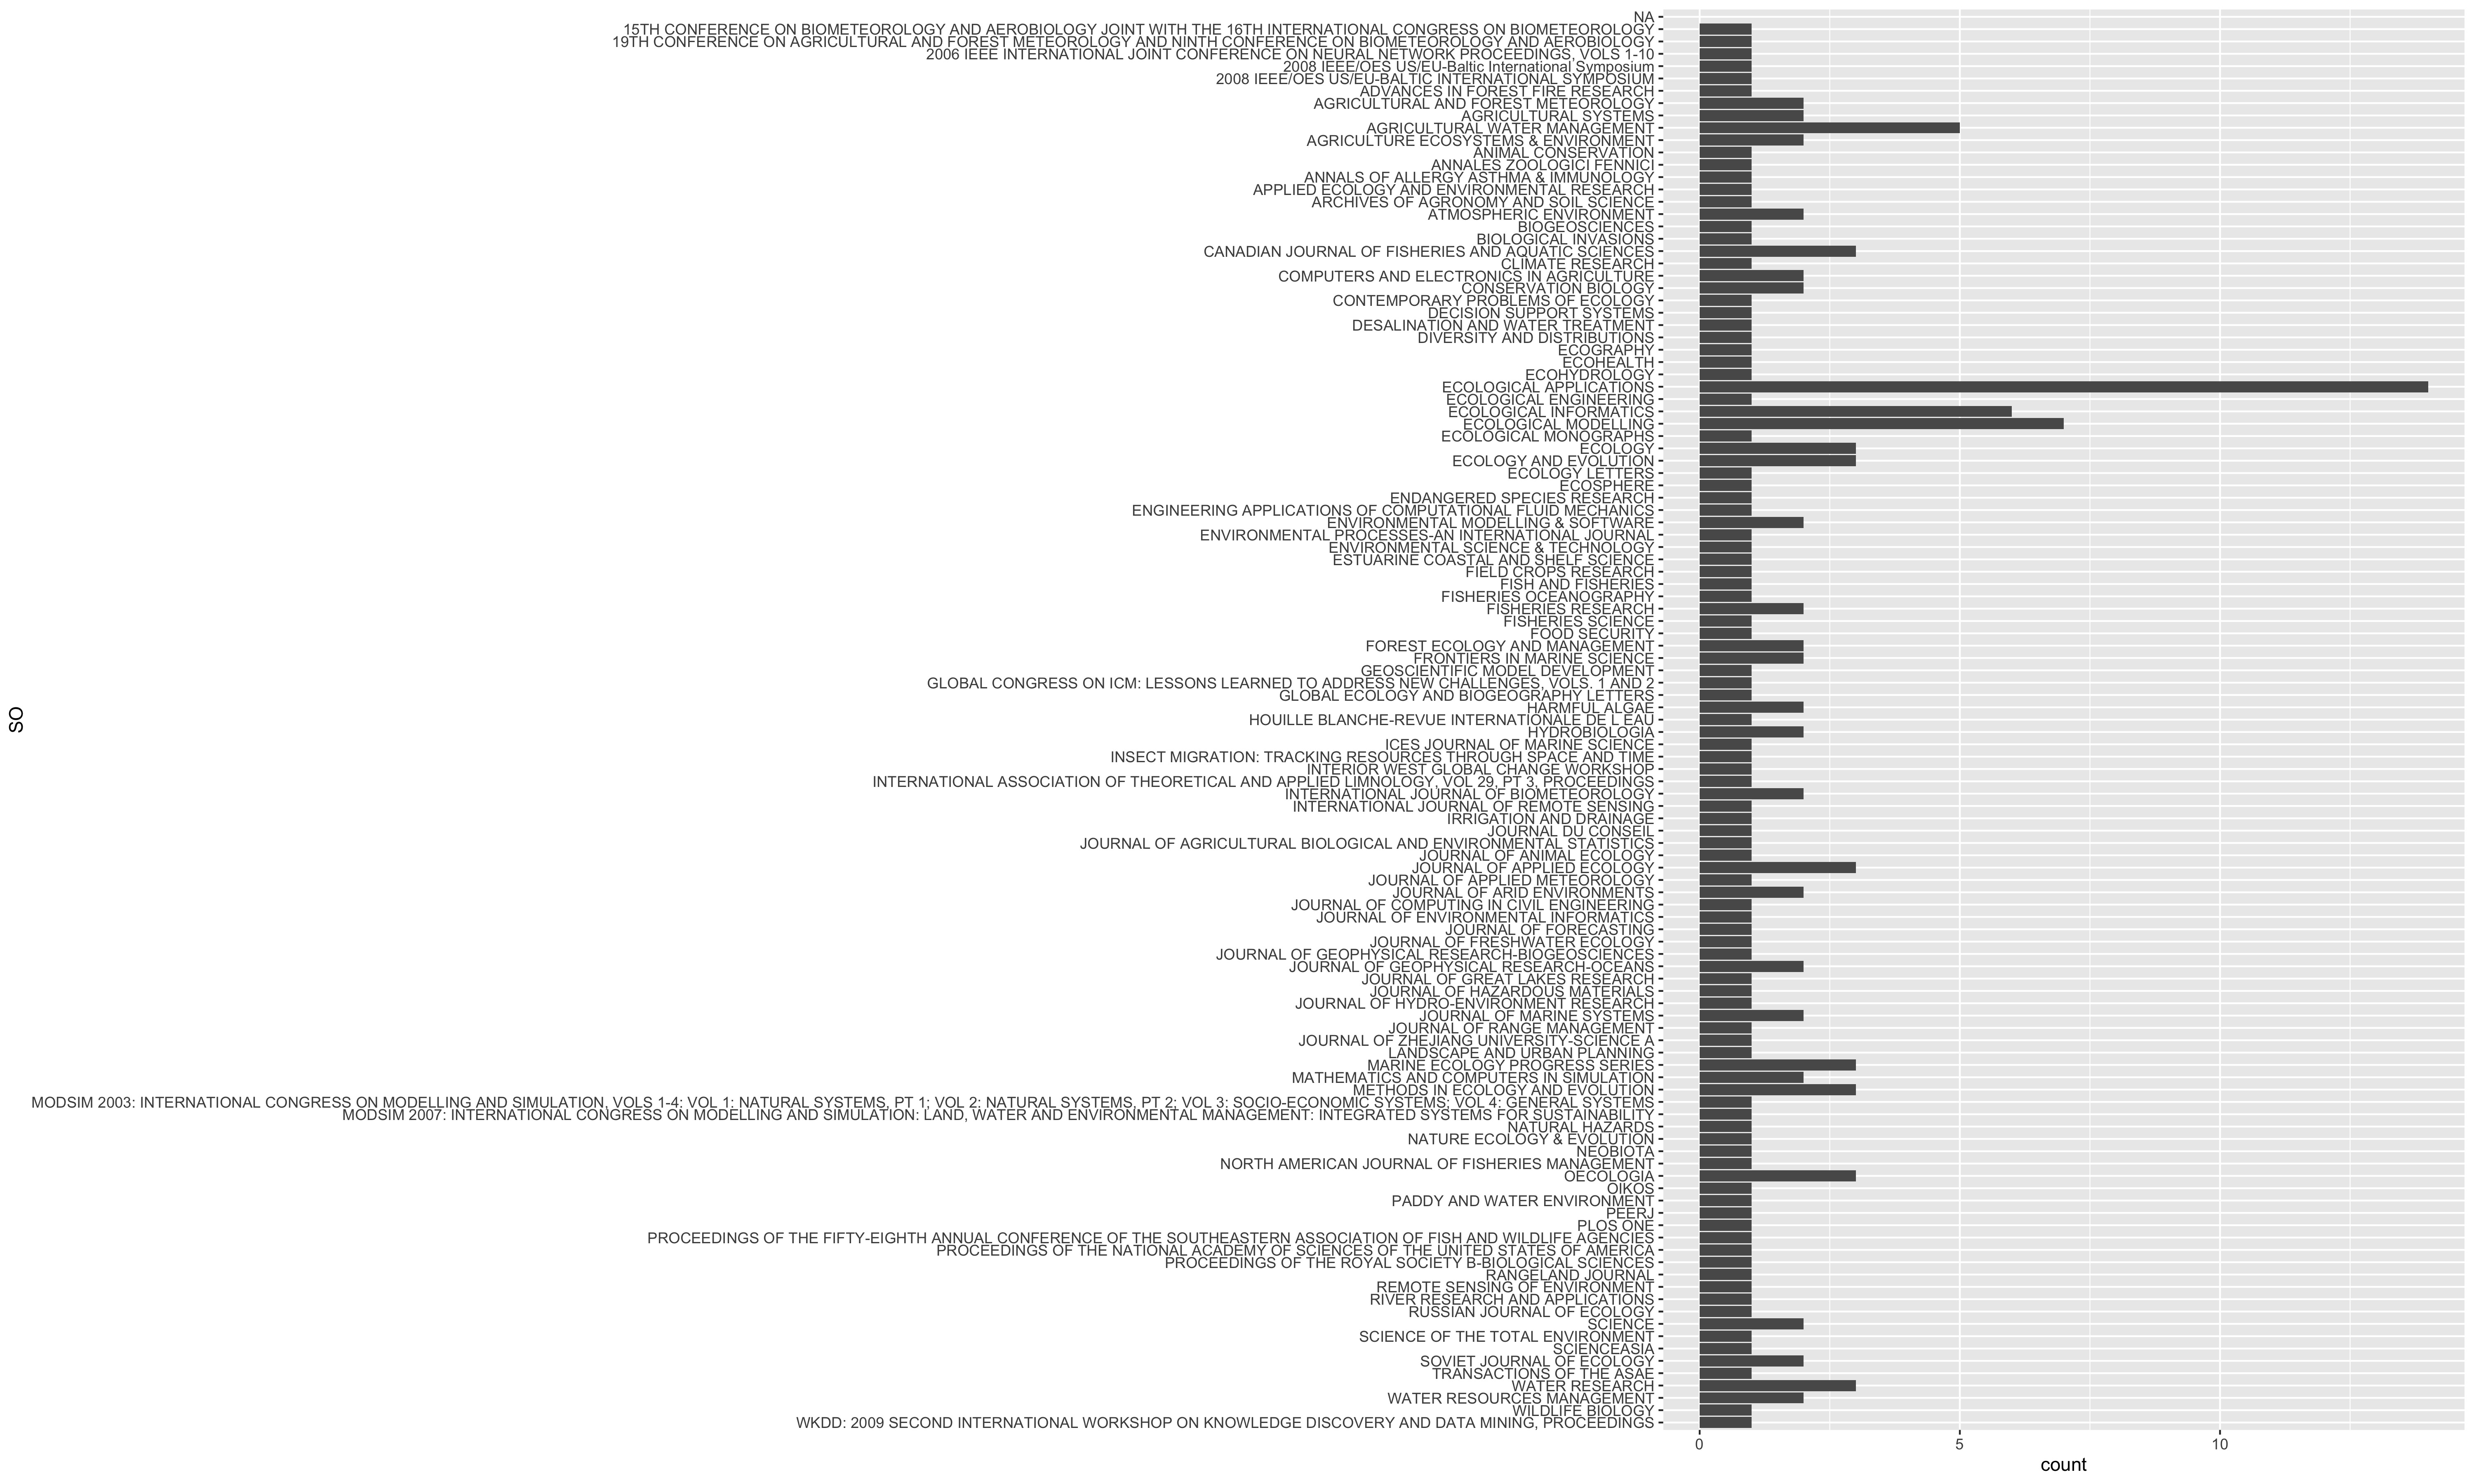 NA
15TH CONFERENCE ON BIOMETEOROLOGY AND AEROBIOLOGY JOINT WITH THE 16TH INTERNATIONAL CONGRESS ON BIOMETEOROLOGY
19TH CONFERENCE ON AGRICULTURAL AND FOREST METEOROLOGY AND NINTH CONFERENCE ON BIOMETEOROLOGY AND AEROBIOLOGY
2006 IEEE INTERNATIONAL JOINT CONFERENCE ON NEURAL NETWORK PROCEEDINGS, VOLS 1-10
2008 IEEE/OES US/EU-Baltic International Symposium
2008 IEEE/OES US/EU-BALTIC INTERNATIONAL SYMPOSIUM
ADVANCES IN FOREST FIRE RESEARCH
AGRICULTURAL AND FOREST METEOROLOGY
AGRICULTURAL SYSTEMS
AGRICULTURAL WATER MANAGEMENT
AGRICULTURE ECOSYSTEMS & ENVIRONMENT
ANIMAL CONSERVATION
ANNALES ZOOLOGICI FENNICI
ANNALS OF ALLERGY ASTHMA & IMMUNOLOGY
APPLIED ECOLOGY AND ENVIRONMENTAL RESEARCH
ARCHIVES OF AGRONOMY AND SOIL SCIENCE
ATMOSPHERIC ENVIRONMENT
BIOGEOSCIENCES
BIOLOGICAL INVASIONS
CANADIAN JOURNAL OF FISHERIES AND AQUATIC SCIENCES
CLIMATE RESEARCH
COMPUTERS AND ELECTRONICS IN AGRICULTURE
CONSERVATION BIOLOGY
CONTEMPORARY PROBLEMS OF ECOLOGY
DECISION SUPPORT SYSTEMS
DESALINATION AND WATER TREATMENT
DIVERSITY AND DISTRIBUTIONS
ECOGRAPHY
ECOHEALTH
ECOHYDROLOGY
ECOLOGICAL APPLICATIONS
ECOLOGICAL ENGINEERING
ECOLOGICAL INFORMATICS
ECOLOGICAL MODELLING
ECOLOGICAL MONOGRAPHS
ECOLOGY
ECOLOGY AND EVOLUTION
ECOLOGY LETTERS
ECOSPHERE
ENDANGERED SPECIES RESEARCH
ENGINEERING APPLICATIONS OF COMPUTATIONAL FLUID MECHANICS
ENVIRONMENTAL MODELLING & SOFTWARE
ENVIRONMENTAL PROCESSES-AN INTERNATIONAL JOURNAL
ENVIRONMENTAL SCIENCE & TECHNOLOGY
ESTUARINE COASTAL AND SHELF SCIENCE
FIELD CROPS RESEARCH
FISH AND FISHERIES
FISHERIES OCEANOGRAPHY
FISHERIES RESEARCH
FISHERIES SCIENCE
FOOD SECURITY
FOREST ECOLOGY AND MANAGEMENT
FRONTIERS IN MARINE SCIENCE
GEOSCIENTIFIC MODEL DEVELOPMENT
GLOBAL CONGRESS ON ICM: LESSONS LEARNED TO ADDRESS NEW CHALLENGES, VOLS. 1 AND 2
GLOBAL ECOLOGY AND BIOGEOGRAPHY LETTERS
HARMFUL ALGAE
HOUILLE BLANCHE-REVUE INTERNATIONALE DE L EAU
HYDROBIOLOGIA
ICES JOURNAL OF MARINE SCIENCE
INSECT MIGRATION: TRACKING RESOURCES THROUGH SPACE AND TIME
INTERIOR WEST GLOBAL CHANGE WORKSHOP
INTERNATIONAL ASSOCIATION OF THEORETICAL AND APPLIED LIMNOLOGY, VOL 29, PT 3, PROCEEDINGS
INTERNATIONAL JOURNAL OF BIOMETEOROLOGY
INTERNATIONAL JOURNAL OF REMOTE SENSING
IRRIGATION AND DRAINAGE
JOURNAL DU CONSEIL
JOURNAL OF AGRICULTURAL BIOLOGICAL AND ENVIRONMENTAL STATISTICS
JOURNAL OF ANIMAL ECOLOGY
JOURNAL OF APPLIED ECOLOGY
JOURNAL OF APPLIED METEOROLOGY
JOURNAL OF ARID ENVIRONMENTS
JOURNAL OF COMPUTING IN CIVIL ENGINEERING
JOURNAL OF ENVIRONMENTAL INFORMATICS
JOURNAL OF FORECASTING
JOURNAL OF FRESHWATER ECOLOGY
JOURNAL OF GEOPHYSICAL RESEARCH-BIOGEOSCIENCES
JOURNAL OF GEOPHYSICAL RESEARCH-OCEANS
JOURNAL OF GREAT LAKES RESEARCH
JOURNAL OF HAZARDOUS MATERIALS
JOURNAL OF HYDRO-ENVIRONMENT RESEARCH
JOURNAL OF MARINE SYSTEMS
JOURNAL OF RANGE MANAGEMENT
JOURNAL OF ZHEJIANG UNIVERSITY-SCIENCE A
LANDSCAPE AND URBAN PLANNING
MARINE ECOLOGY PROGRESS SERIES
MATHEMATICS AND COMPUTERS IN SIMULATION
METHODS IN ECOLOGY AND EVOLUTION
MODSIM 2003: INTERNATIONAL CONGRESS ON MODELLING AND SIMULATION, VOLS 1-4: VOL 1: NATURAL SYSTEMS, PT 1; VOL 2: NATURAL SYSTEMS, PT 2; VOL 3: SOCIO-ECONOMIC SYSTEMS; VOL 4: GENERAL SYSTEMS
MODSIM 2007: INTERNATIONAL CONGRESS ON MODELLING AND SIMULATION: LAND, WATER AND ENVIRONMENTAL MANAGEMENT: INTEGRATED SYSTEMS FOR SUSTAINABILITY
NATURAL HAZARDS
NATURE ECOLOGY & EVOLUTION
NEOBIOTA
NORTH AMERICAN JOURNAL OF FISHERIES MANAGEMENT
OECOLOGIA
OIKOS
PADDY AND WATER ENVIRONMENT
PEERJ
PLOS ONE
PROCEEDINGS OF THE FIFTY-EIGHTH ANNUAL CONFERENCE OF THE SOUTHEASTERN ASSOCIATION OF FISH AND WILDLIFE AGENCIES
PROCEEDINGS OF THE NATIONAL ACADEMY OF SCIENCES OF THE UNITED STATES OF AMERICA
PROCEEDINGS OF THE ROYAL SOCIETY B-BIOLOGICAL SCIENCES
RANGELAND JOURNAL
REMOTE SENSING OF ENVIRONMENT
RIVER RESEARCH AND APPLICATIONS
RUSSIAN JOURNAL OF ECOLOGY
SCIENCE
SCIENCE OF THE TOTAL ENVIRONMENT
SCIENCEASIA
SOVIET JOURNAL OF ECOLOGY
TRANSACTIONS OF THE ASAE
WATER RESEARCH
WATER RESOURCES MANAGEMENT
WILDLIFE BIOLOGY
WKDD: 2009 SECOND INTERNATIONAL WORKSHOP ON KNOWLEDGE DISCOVERY AND DATA MINING, PROCEEDINGS
SO
0 5 10
count